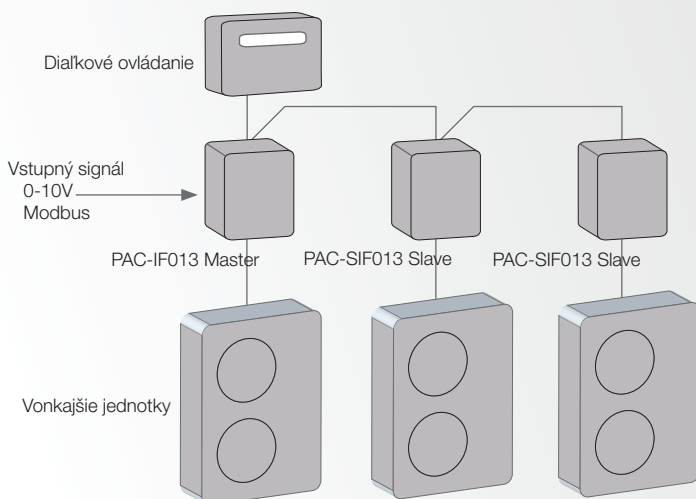 Diaľkové ovládanie
Vstupný signál
0-10V
Modbus
PAC-IF013 Master
PAC-SIF013 Slave
PAC-SIF013 Slave
Vonkajšie jednotky